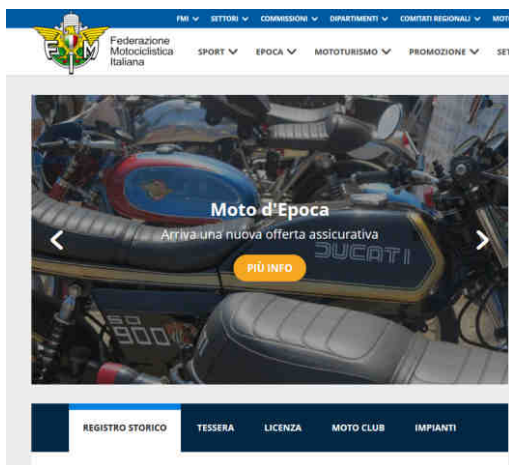 FMI SETTORI COMMISSIONI DIPARTIMENTI COMITATI REGIONALI
Federazione
Motociclistica
Italiana
FM
SPORT EPOCA MOTOTURISMO PROMOZIONE
Moto d'Epoca
Arriva una nuova offerta assicurativa
DUCATI
PIÙ INFO
SD
900
REGISTRO STORICO TESSERA LICENZA MOTO CLUB IMPIANTI